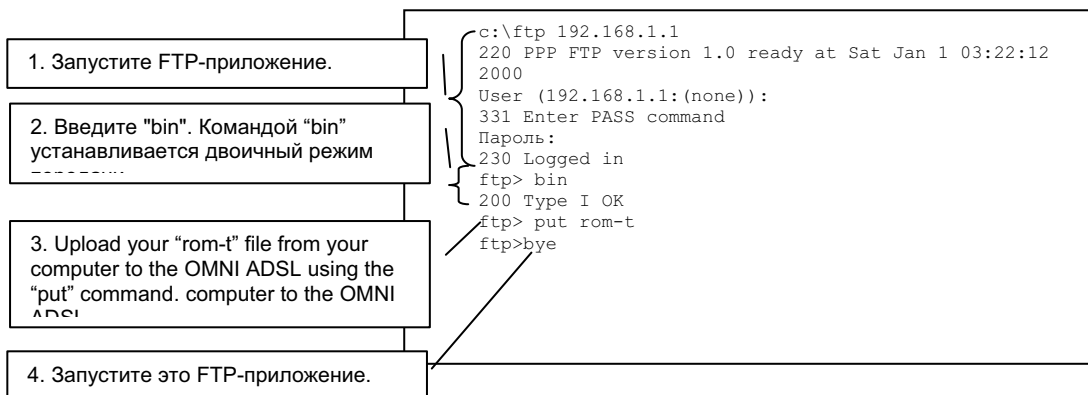 1. Запустите FTP-приложение.
2. Введите "bin". Командой “bin”
устанавливается двоичный режим
3. Upload your “rom-t” file from your
computer to the OMNI ADSL using the
“put” command. computer to the OMNI
ADSL
4. Запустите это FTP-приложение.
c:\ftp 192.168.1.1
220 PPP FTP version 1.0 ready at Sat Jan 1 03:22:12
2000
User (192.168.1.1:(none)):
331 Enter PASS command
Пароль:
230 Logged in
ftp> bin
200 Type I OK
ftp> put rom-t
ftp>bye